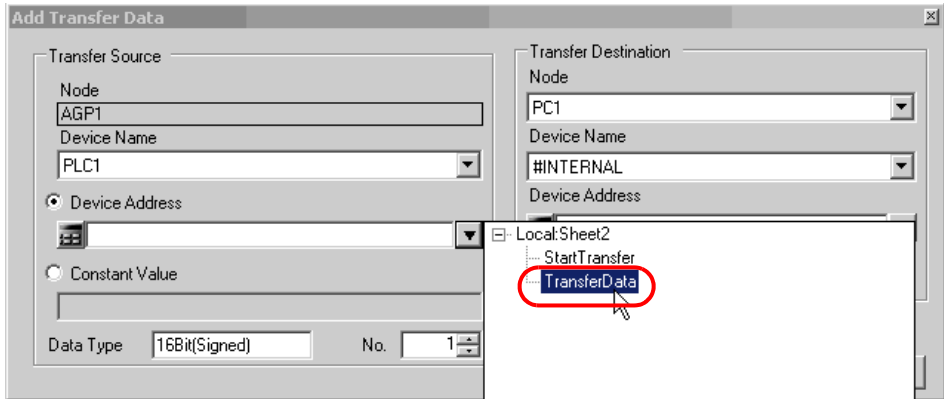 Add Transfer Data
Transfer Source
Node
AGP1
Device Name
PLC1
Device Address
Constant Value
Data Type 16Bit(Signed) No. 1
Transfer Destination
Node
PC1
Device Name
#INTERNAL
Device Address
Local:Sheet2
StartTransfer
TransferData